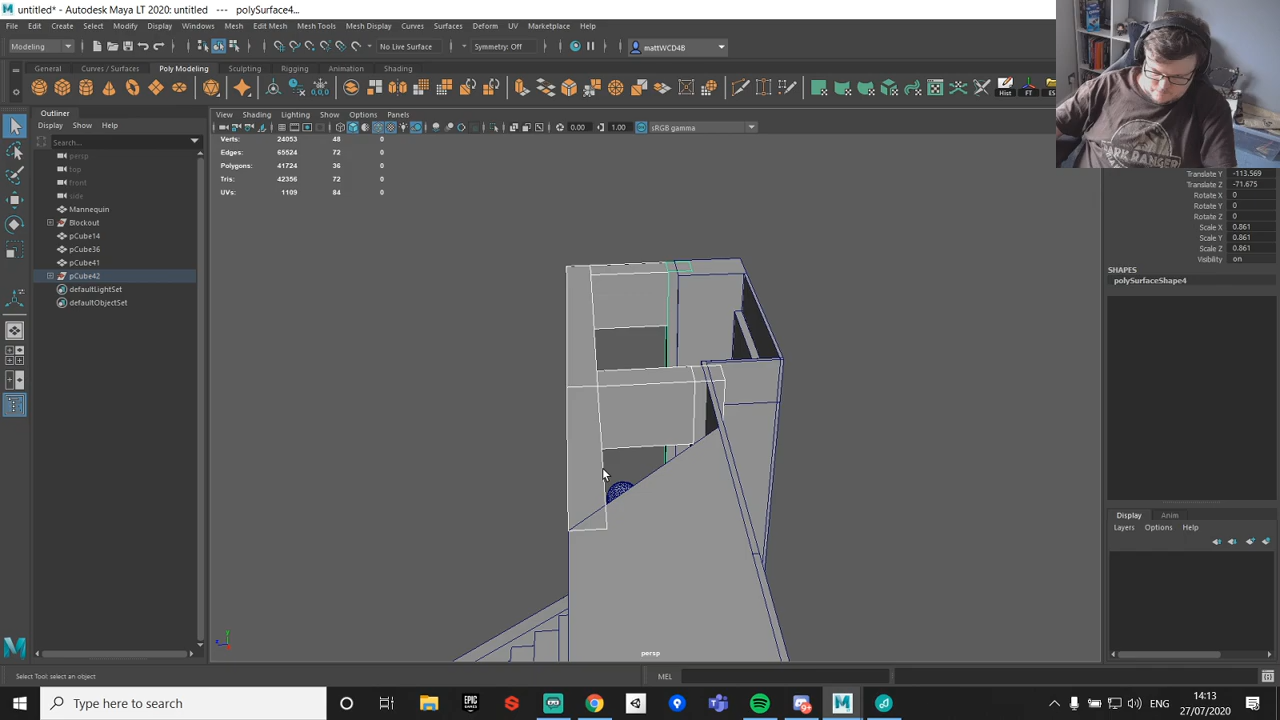 untitled* - Autodesk Maya LT 2020: untitled   ---   polySurface4...
File Edit Create Select Modify Display Windows Mesh Edit Mesh Mesh Tools Mesh Display Curves Surfaces Deform UV Marketplace Help
Modeling No Live Surface Symmetry: Off mattWCD4B
General Curves / Surfaces Poly Modeling Sculpting Rigging Animation Shading
Hist FT
Outliner
Display Show Help
Search...
persp
top
front
side
Mannequin
Blockout
pCube14
pCube36
pCube41
pCube42
defaultLightSet
defaultObjectSet
View Shading Lighting Show Options Panels
0.00 1.00 sRGB gamma
Verts: 24053 48 0
Edges: 65524 72 0
Polygons: 41724 36 0
Tris: 42356 72 0
UVs: 1109 84 0
persp
Translate Y -113.569
Translate Z -71.675
Rotate X 0
Rotate Y 0
Rotate Z 0
Scale X 0.861
Scale Y 0.861
Scale Z 0.861
Visibility on
SHAPES
polySurfaceShape4
Display Anim
Layers Options Help
Select Tool: select an object
MEL
Type here to search
ENG
14:13
27/07/2020